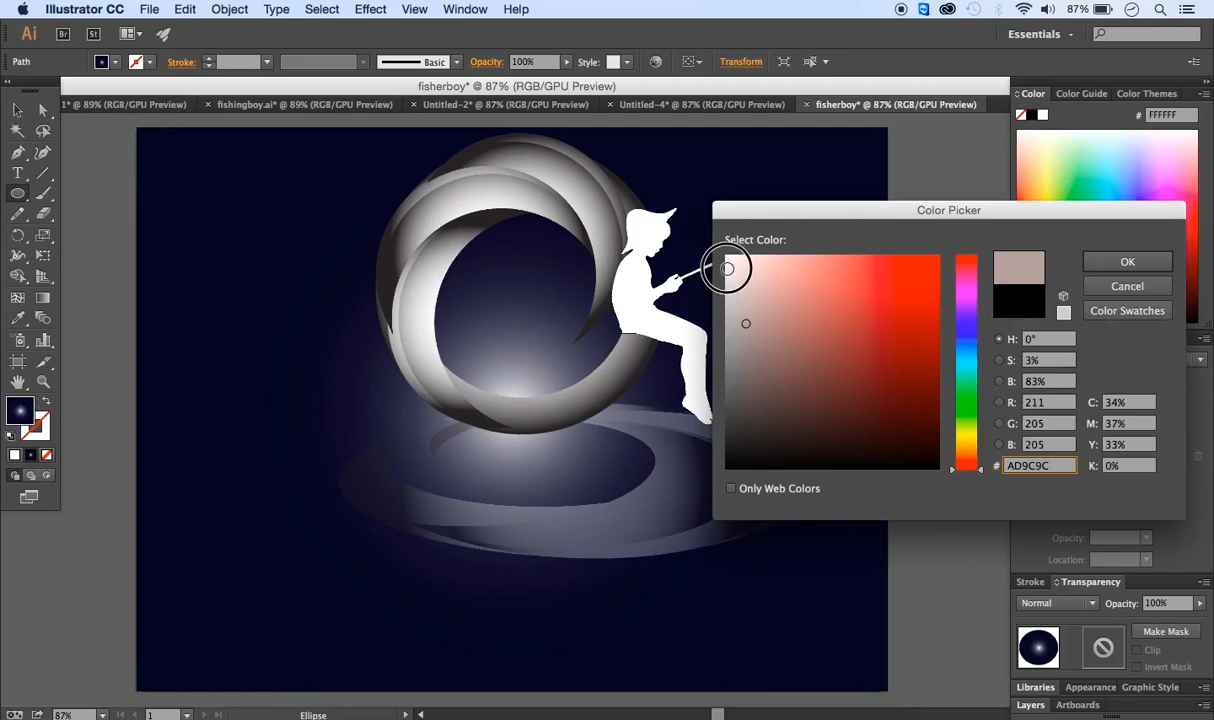 Illustrator CC File Edit Object Type Select Effect View Window Help 87%
Ai Br St Essentials
Path Stroke: Basic Opacity: 100% Style: Transform
fisherboy* @ 87% (RGB/GPU Preview)
1* @ 89% (RGB/GPU Preview) × fishingboy.ai* @ 89% (RGB/GPU Preview) × Untitled-2* @ 87% (RGB/GPU Preview) × Untitled-4* @ 87% (RGB/GPU Preview) × fisherboy* @ 87% (RGB/GPU Preview)
Color Color Guide Color Themes
# FFFFFF
Color Picker
Select Color:
OK
Cancel
Color Swatches
H: 0°
S: 3%
B: 83%
R: 211 C: 34%
G: 205 M: 37%
B: 205 Y: 33%
# AD9C9C K: 0%
Only Web Colors
Opacity:
Location:
Stroke Transparency
Normal Opacity: 100%
Make Mask
Clip
Invert Mask
Libraries Appearance Graphic Style
Layers Artboards
87% 1 Ellipse